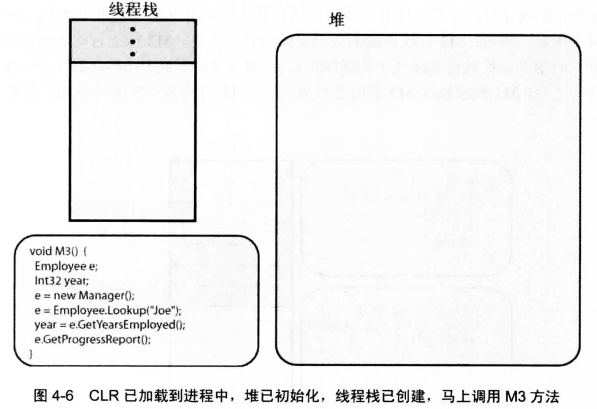 线程栈
堆
void M3() {
Employee e;
Int32 year;
e = new Manager();
e = Employee.Lookup("Joe");
year = e.GetYearsEmployed();
e.GetProgressReport();
}
图 4-6 CLR 已加载到进程中，堆已初始化，线程栈已创建，马上调用 M3 方法